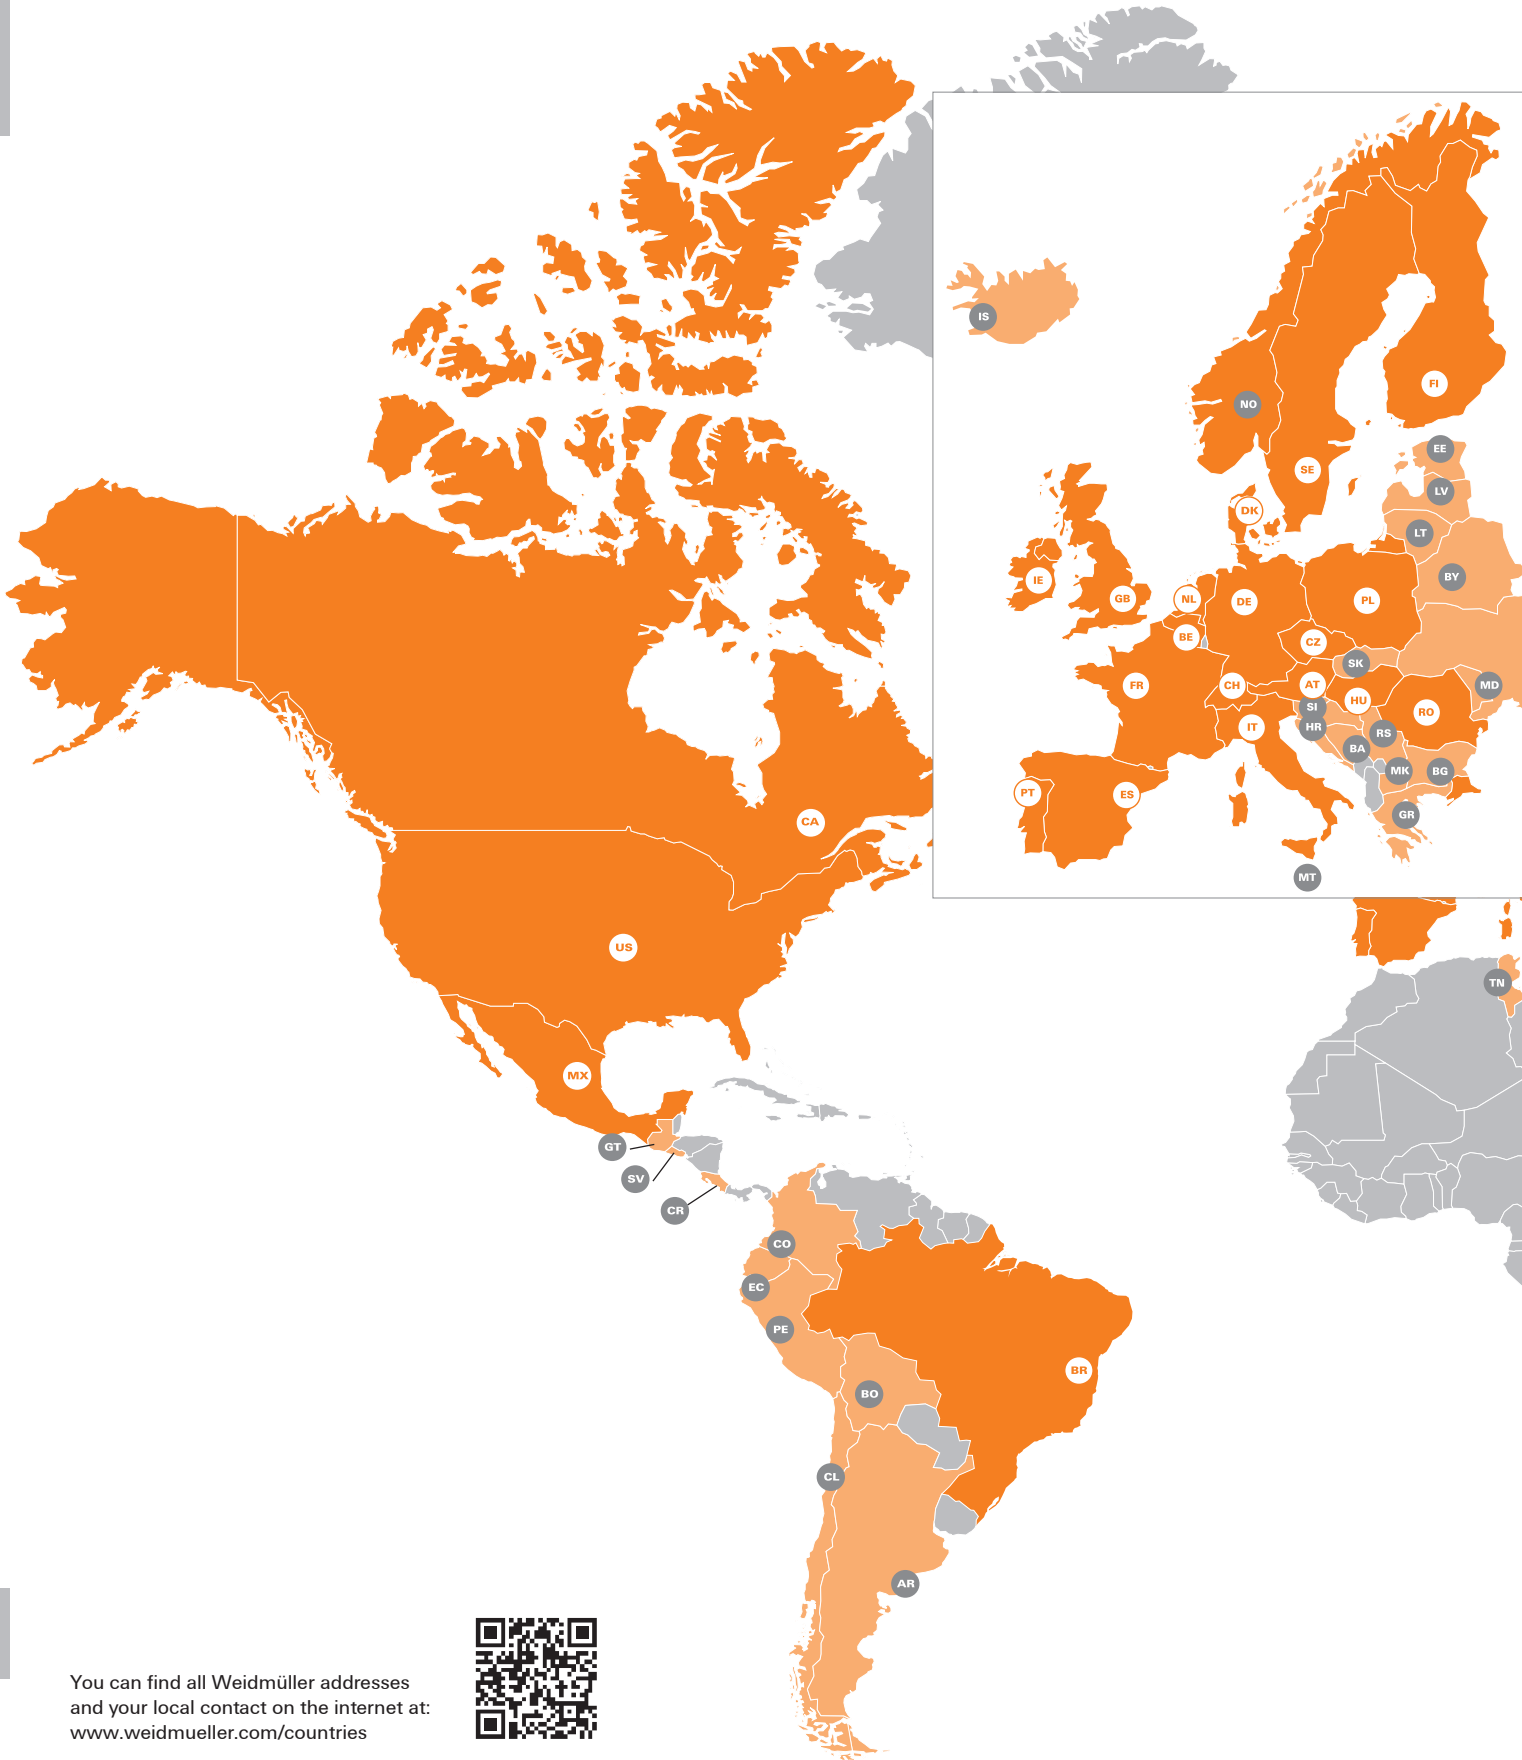 IS
FI
NO
EE
SE
LV
DK
LT
BY
IE
GB
NL
DE
PL
BE
CZ
SK
FR
CH
AT
MD
HU
SI
RO
HR
IT
RS
BA
MK
BG
PT
ES
GR
MT
CA
US
TN
MX
GT
SV
CR
CO
EC
PE
BR
BO
CL
AR
You can find all Weidmüller addresses
and your local contact on the internet at:
www.weidmueller.com/countries